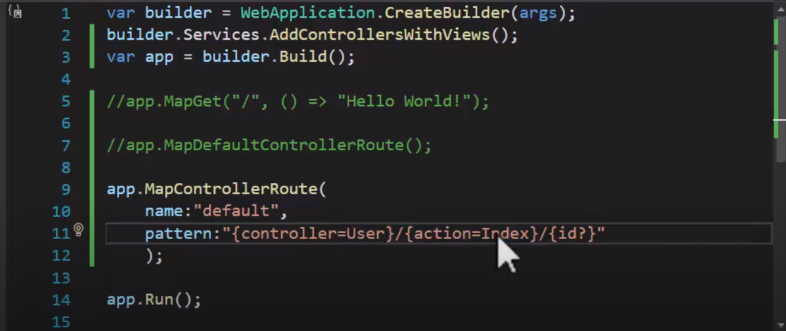 1 var builder = WebApplication.CreateBuilder(args);
2 builder.Services.AddControllersWithViews();
3 var app = builder.Build();
4
5 //app.MapGet("/", () => "Hello World!");
6
7 //app.MapDefaultControllerRoute();
8
9 app.MapControllerRoute(
10 name:"default",
11 pattern:"{controller=User}/{action=Index}/{id?}"
12 );
13
14 app.Run();
15